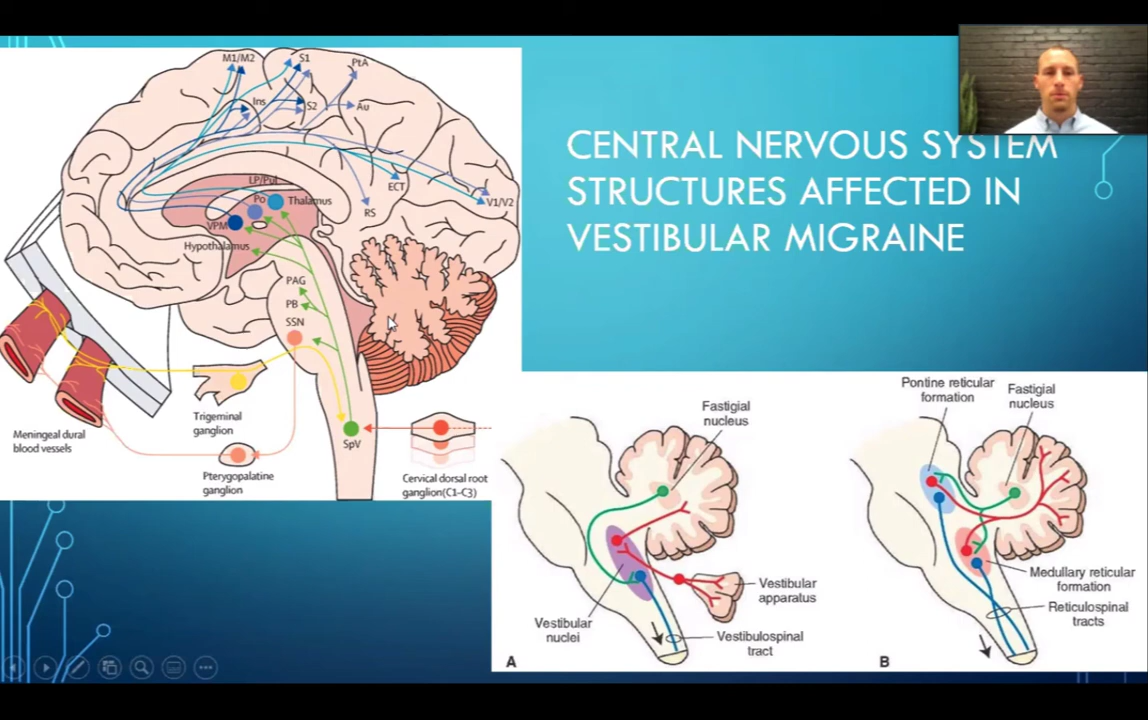 CENTRAL NERVOUS SYSTEM
STRUCTURES AFFECTED IN
VESTIBULAR MIGRAINE
M1/M2
S1
PtA
Ins
S2
Au
LP/Pul
Po
Thalamus
ECT
V1/V2
RS
VPM
Hypothalamus
PAG
PB
SSN
Trigeminal
ganglion
Meningeal dural
blood vessels
SpV
Pterygopalatine
ganglion
Cervical dorsal root
ganglion(C1–C3)
Fastigial
nucleus
Vestibular
apparatus
Vestibular
nuclei
Vestibulospinal
tract
A
Pontine reticular
formation
Fastigial
nucleus
Medullary reticular
formation
Reticulospinal
tracts
B